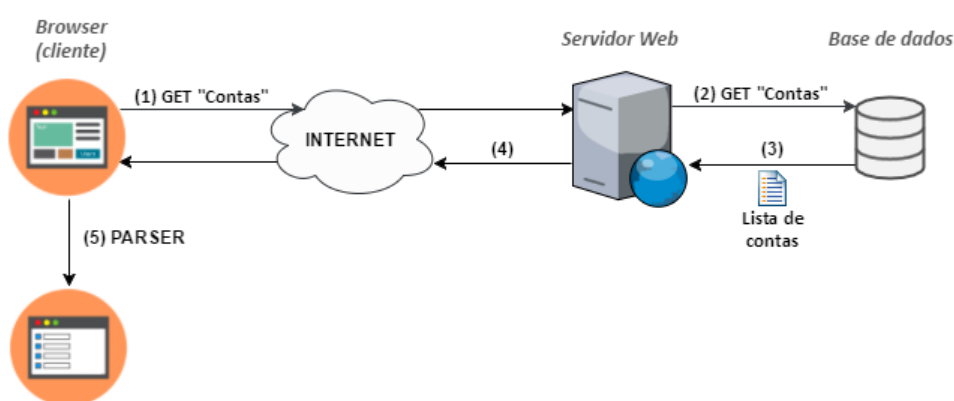 Browser
(cliente)
Servidor Web
Base de dados
(1) GET "Contas"
(2) GET "Contas"
INTERNET
(4)
(3)
Lista de
contas
(5) PARSER